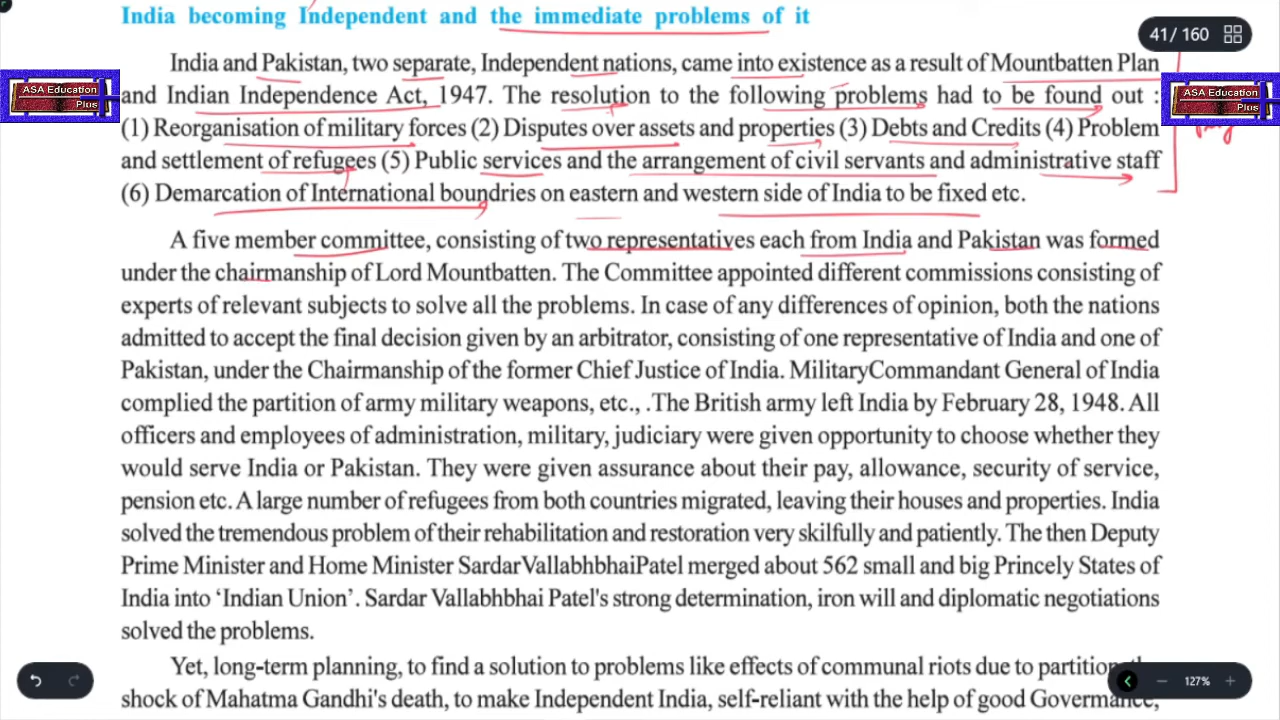 India becoming Independent and the immediate problems of it
41/160
India and Pakistan, two separate, Independent nations, came into existence as a result of Mountbatten Plan
ASA Education
Plus
and Indian Independence Act, 1947. The resolution to the following problems had to be found out :
ASA Education
Plus
(1) Reorganisation of military forces (2) Disputes over assets and properties (3) Debts and Credits (4) Problem
and settlement of refugees (5) Public services and the arrangement of civil servants and administrative staff
(6) Demarcation of International boundries on eastern and western side of India to be fixed etc.
A five member committee, consisting of two representatives each from India and Pakistan was formed
under the chairmanship of Lord Mountbatten. The Committee appointed different commissions consisting of
experts of relevant subjects to solve all the problems. In case of any differences of opinion, both the nations
admitted to accept the final decision given by an arbitrator, consisting of one representative of India and one of
Pakistan, under the Chairmanship of the former Chief Justice of India. MilitaryCommandant General of India
complied the partition of army military weapons, etc., .The British army left India by February 28, 1948. All
officers and employees of administration, military, judiciary were given opportunity to choose whether they
would serve India or Pakistan. They were given assurance about their pay, allowance, security of service,
pension etc. A large number of refugees from both countries migrated, leaving their houses and properties. India
solved the tremendous problem of their rehabilitation and restoration very skilfully and patiently. The then Deputy
Prime Minister and Home Minister SardarVallabhbhaiPatel merged about 562 small and big Princely States of
India into ‘Indian Union’. Sardar Vallabhbhai Patel's strong determination, iron will and diplomatic negotiations
solved the problems.
Yet, long-term planning, to find a solution to problems like effects of communal riots due to partition
127%
shock of Mahatma Gandhi's death, to make Independent India, self-reliant with the help of good Govermance,